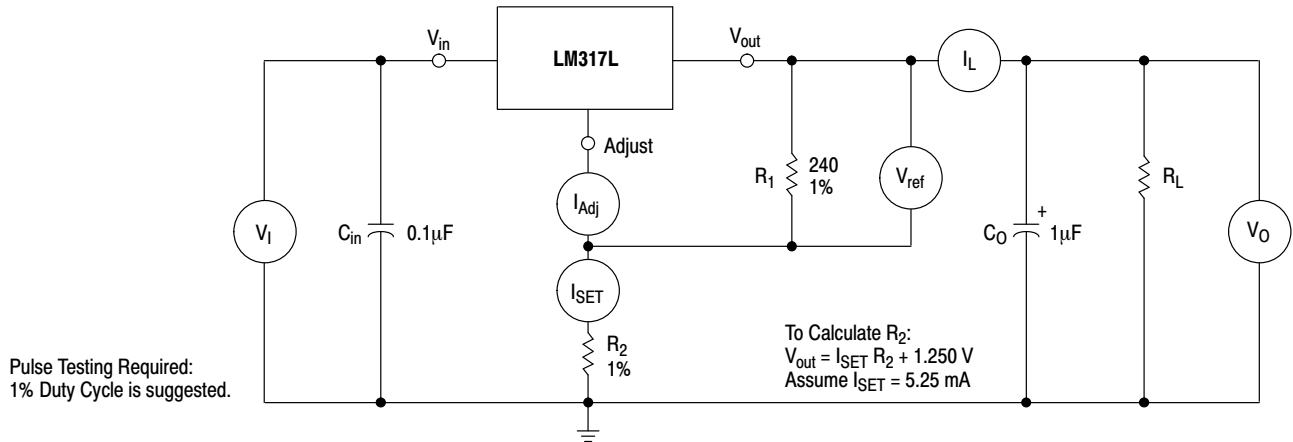 V_in
LM317L
V_out
I_L
Adjust
R_1
240
1%
V_ref
R_L
I_Adj
V_I
C_in
0.1μF
C_O
+
1μF
V_O
I_SET
R_2
1%
To Calculate R_2:
V_out = I_SET R_2 + 1.250 V
Assume I_SET = 5.25 mA
Pulse Testing Required:
1% Duty Cycle is suggested.